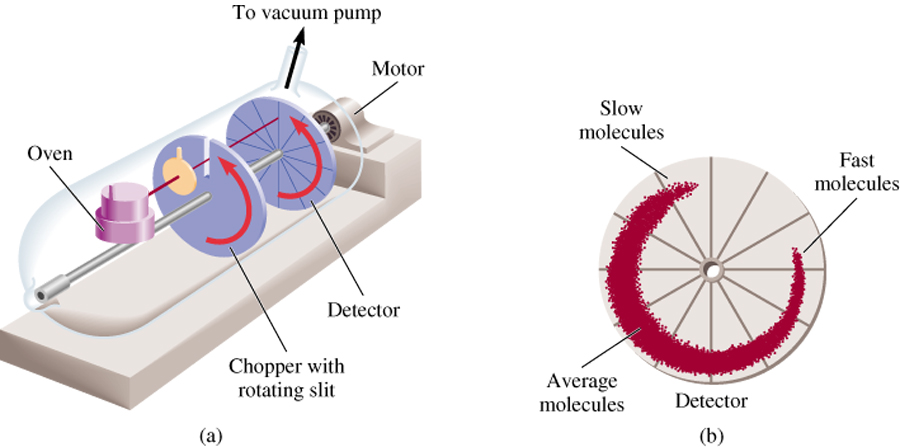 To vacuum pump
Motor
Oven
Detector
Chopper with
rotating slit
(a)
Slow
molecules
Fast
molecules
Average
molecules
Detector
(b)